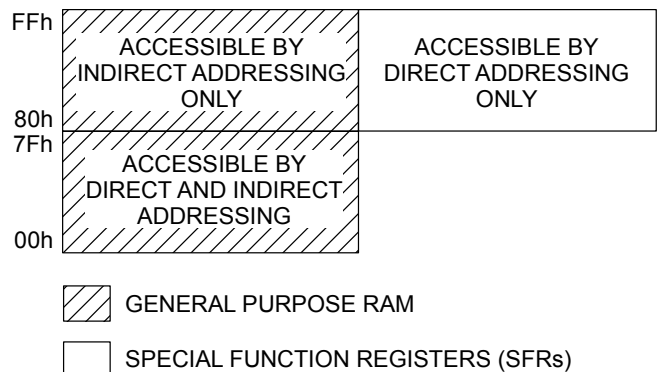 FFh
ACCESSIBLE BY
INDIRECT ADDRESSING
ONLY
ACCESSIBLE BY
DIRECT ADDRESSING
ONLY
80h
7Fh
ACCESSIBLE BY
DIRECT AND INDIRECT
ADDRESSING
00h
GENERAL PURPOSE RAM
SPECIAL FUNCTION REGISTERS (SFRs)